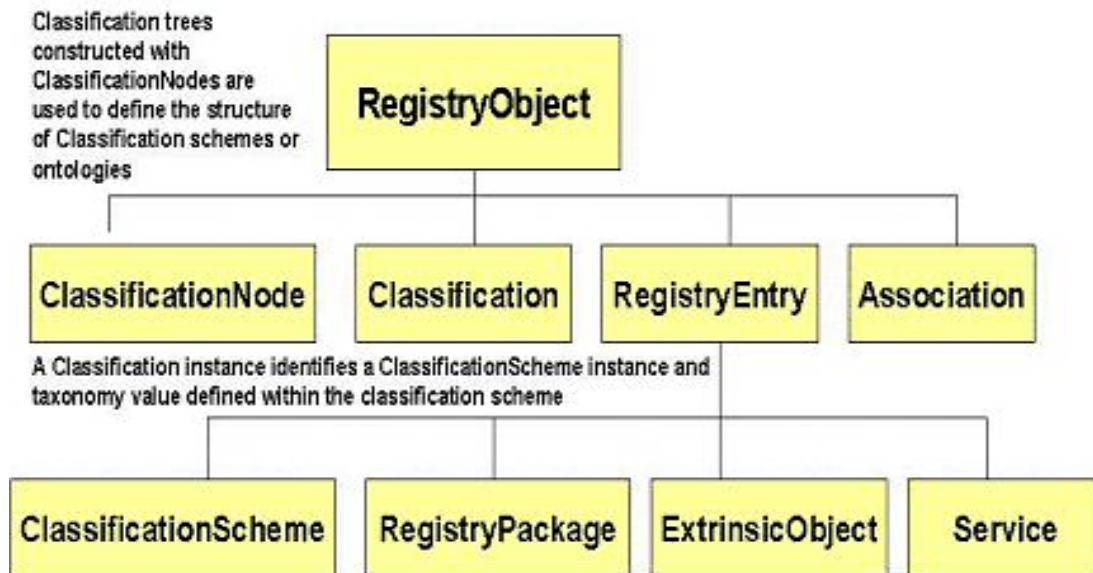 Classification trees
constructed with
ClassificationNodes are
used to define the structure
of Classification schemes or
ontologies
RegistryObject
ClassificationNode
Classification
RegistryEntry
Association
A Classification instance identifies a ClassificationScheme instance and
taxonomy value defined within the classification scheme
ClassificationScheme
RegistryPackage
ExtrinsicObject
Service